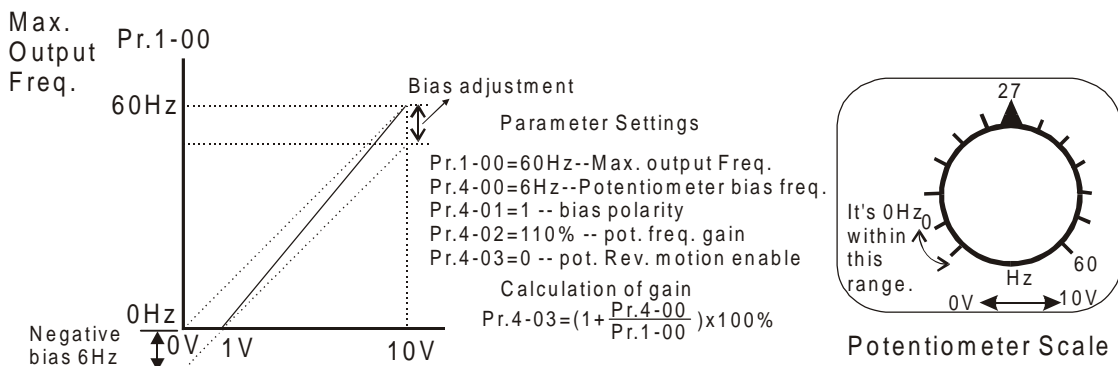 Max.
Output
Freq.
Pr.1-00
60Hz
Bias adjustment
Parameter Settings
Pr.1-00=60Hz--Max. output Freq.
Pr.4-00=6Hz--Potentiometer bias freq.
Pr.4-01=1 -- bias polarity
Pr.4-02=110% -- pot. freq. gain
Pr.4-03=0 -- pot. Rev. motion enable
Calculation of gain
Pr.4-03=(1+Pr.4-00/Pr.1-00)x100%
0Hz
0V
1V
10V
Negative
bias 6Hz
27
It's 0Hz
within
this
range.
0
60
Hz
0V
10V
Potentiometer Scale